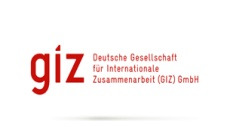 giz
Deutsche Gesellschaft
für Internationale
Zusammenarbeit (GIZ) GmbH